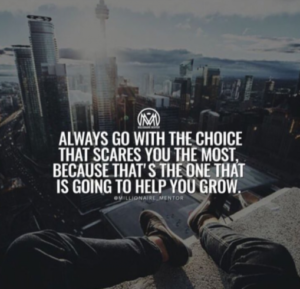 ALWAYS GO WITH THE CHOICE
THAT SCARES YOU THE MOST,
BECAUSE THAT'S THE ONE THAT
IS GOING TO HELP YOU GROW.
@MILLIONAIRE_MENTOR